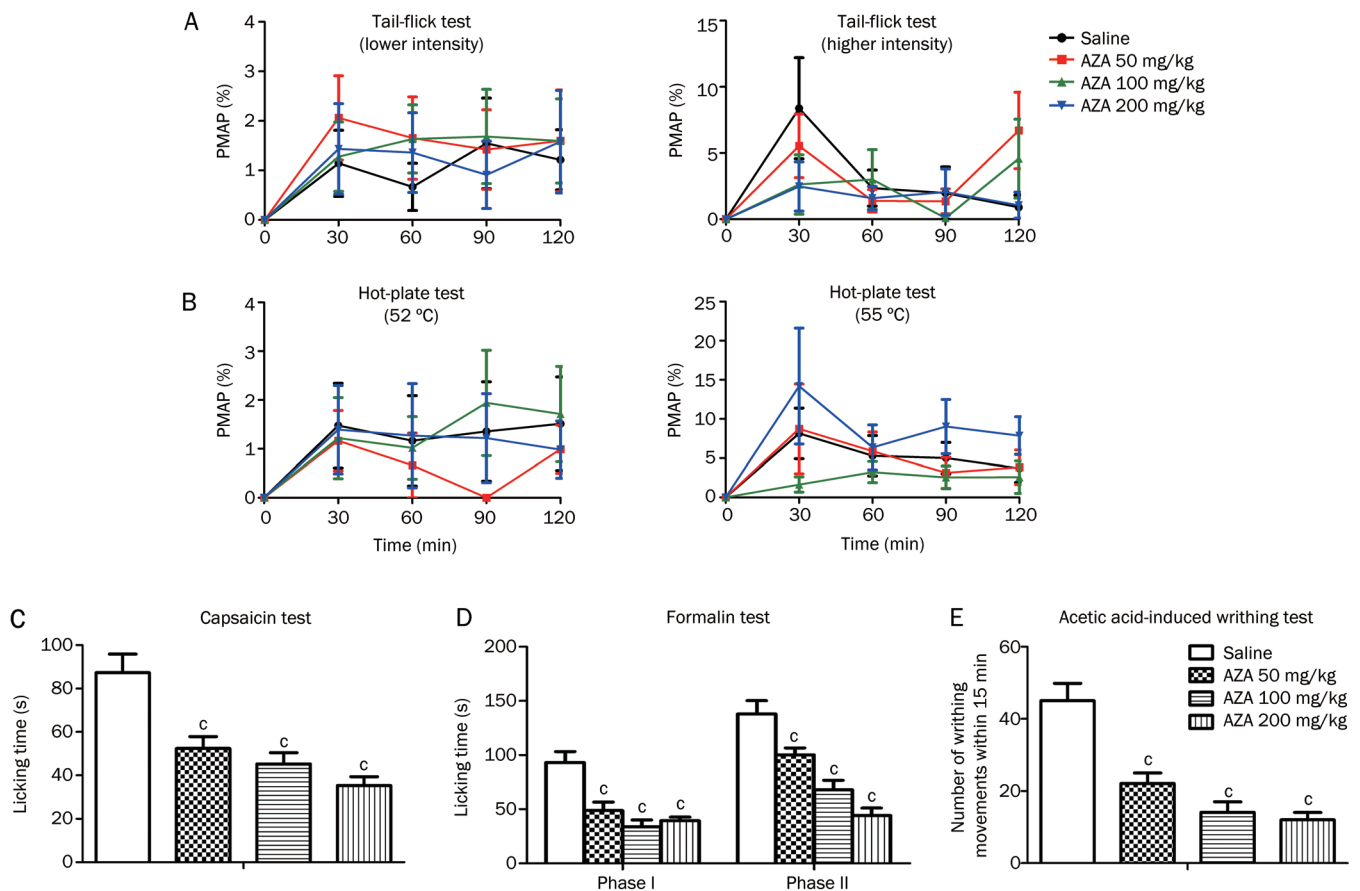 A
Tail-flick test
(lower intensity)
PMAP (%)
4
3
2
1
0
0 30 60 90 120
Tail-flick test
(higher intensity)
PMAP (%)
15
10
5
0
0 30 60 90 120
Saline
AZA 50 mg/kg
AZA 100 mg/kg
AZA 200 mg/kg
B
Hot-plate test
(52 ºC)
PMAP (%)
4
3
2
1
0
0 30 60 90 120
Time (min)
Hot-plate test
(55 ºC)
PMAP (%)
25
20
15
10
5
0
0 30 60 90 120
Time (min)
C
Capsaicin test
Licking time (s)
100
80
60
40
20
0
c
c
c
D
Formalin test
Licking time (s)
200
150
100
50
0
c
c
c
c
c
c
Phase I Phase II
E
Acetic acid-induced writhing test
Number of writhing
movements within 15 min
60
40
20
0
c
c
c
Saline
AZA 50 mg/kg
AZA 100 mg/kg
AZA 200 mg/kg